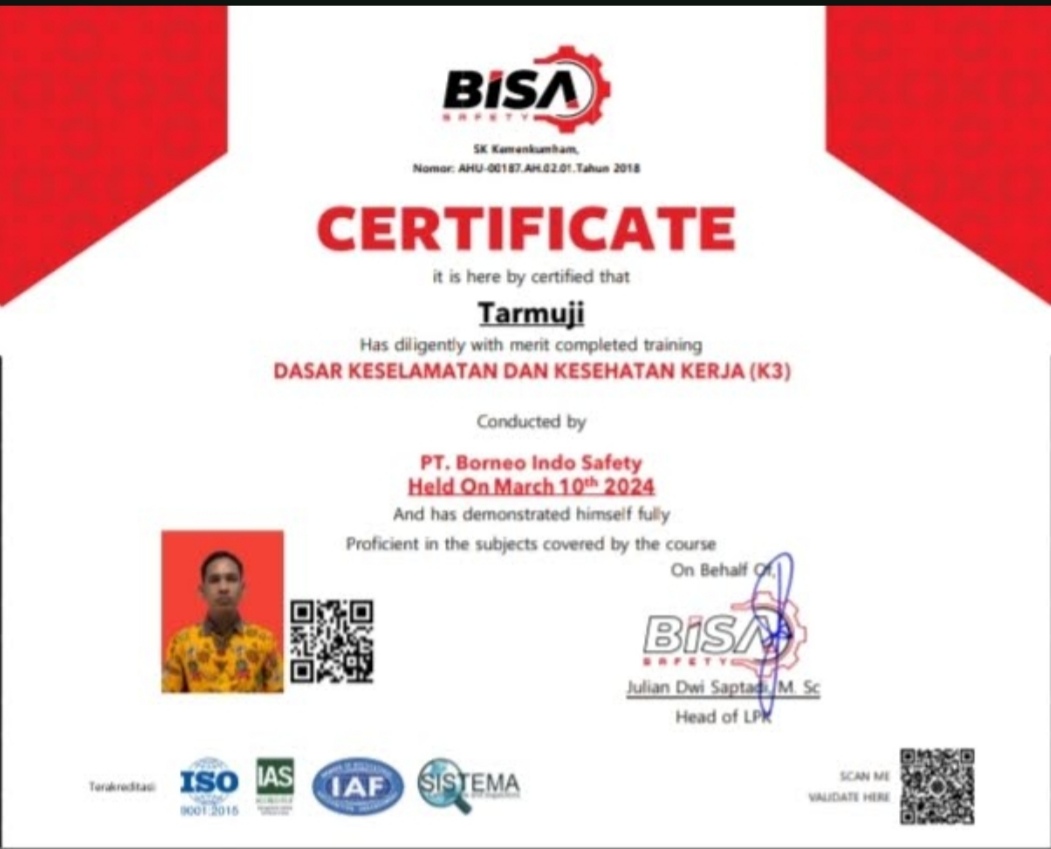 BISA
SAFETY
SK Kemenkumham,
Nomor: AHU-00187.AH.02.01.Tahun 2018
CERTIFICATE
it is here by certified that
Tarmuji
Has diligently with merit completed training
DASAR KESELAMATAN DAN KESEHATAN KERJA (K3)
Conducted by
PT. Borneo Indo Safety
Held On March 10th 2024
And has demonstrated himself fully
Proficient in the subjects covered by the course
On Behalf Of,
BISA
SAFETY
Julian Dwi Saptadi, M. Sc
Head of LPK
Terakreditasi
ISO
9001:2015
IAS
IAF
SISTEMA
SCAN ME
VALIDATE HERE